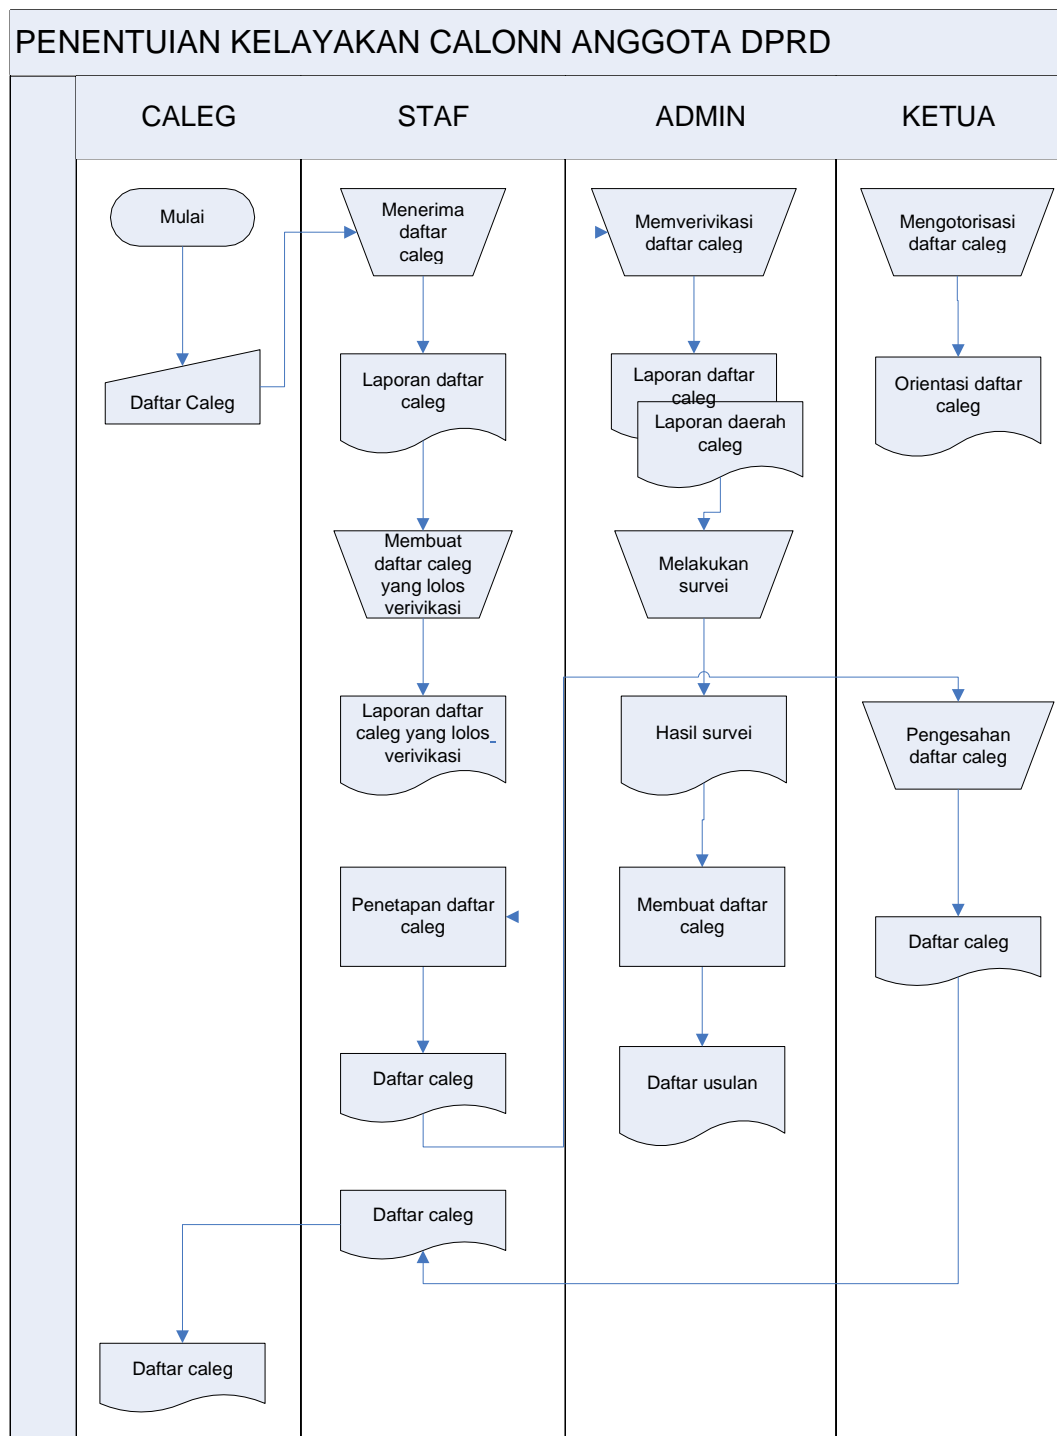 PENENTUIAN KELAYAKAN CALONN ANGGOTA DPRD
CALEG
STAF
ADMIN
KETUA
Mulai
Menerima
daftar
caleg
Memverivikasi
daftar caleg
Mengotorisasi
daftar caleg
Daftar Caleg
Laporan daftar
caleg
Laporan daftar
caleg
Laporan daerah
caleg
Orientasi daftar
caleg
Membuat
daftar caleg
yang lolos
verivikasi
Melakukan
survei
Laporan daftar
caleg yang lolos
verivikasi
Hasil survei
Pengesahan
daftar caleg
Penetapan daftar
caleg
Membuat daftar
caleg
Daftar caleg
Daftar caleg
Daftar usulan
Daftar caleg
Daftar caleg